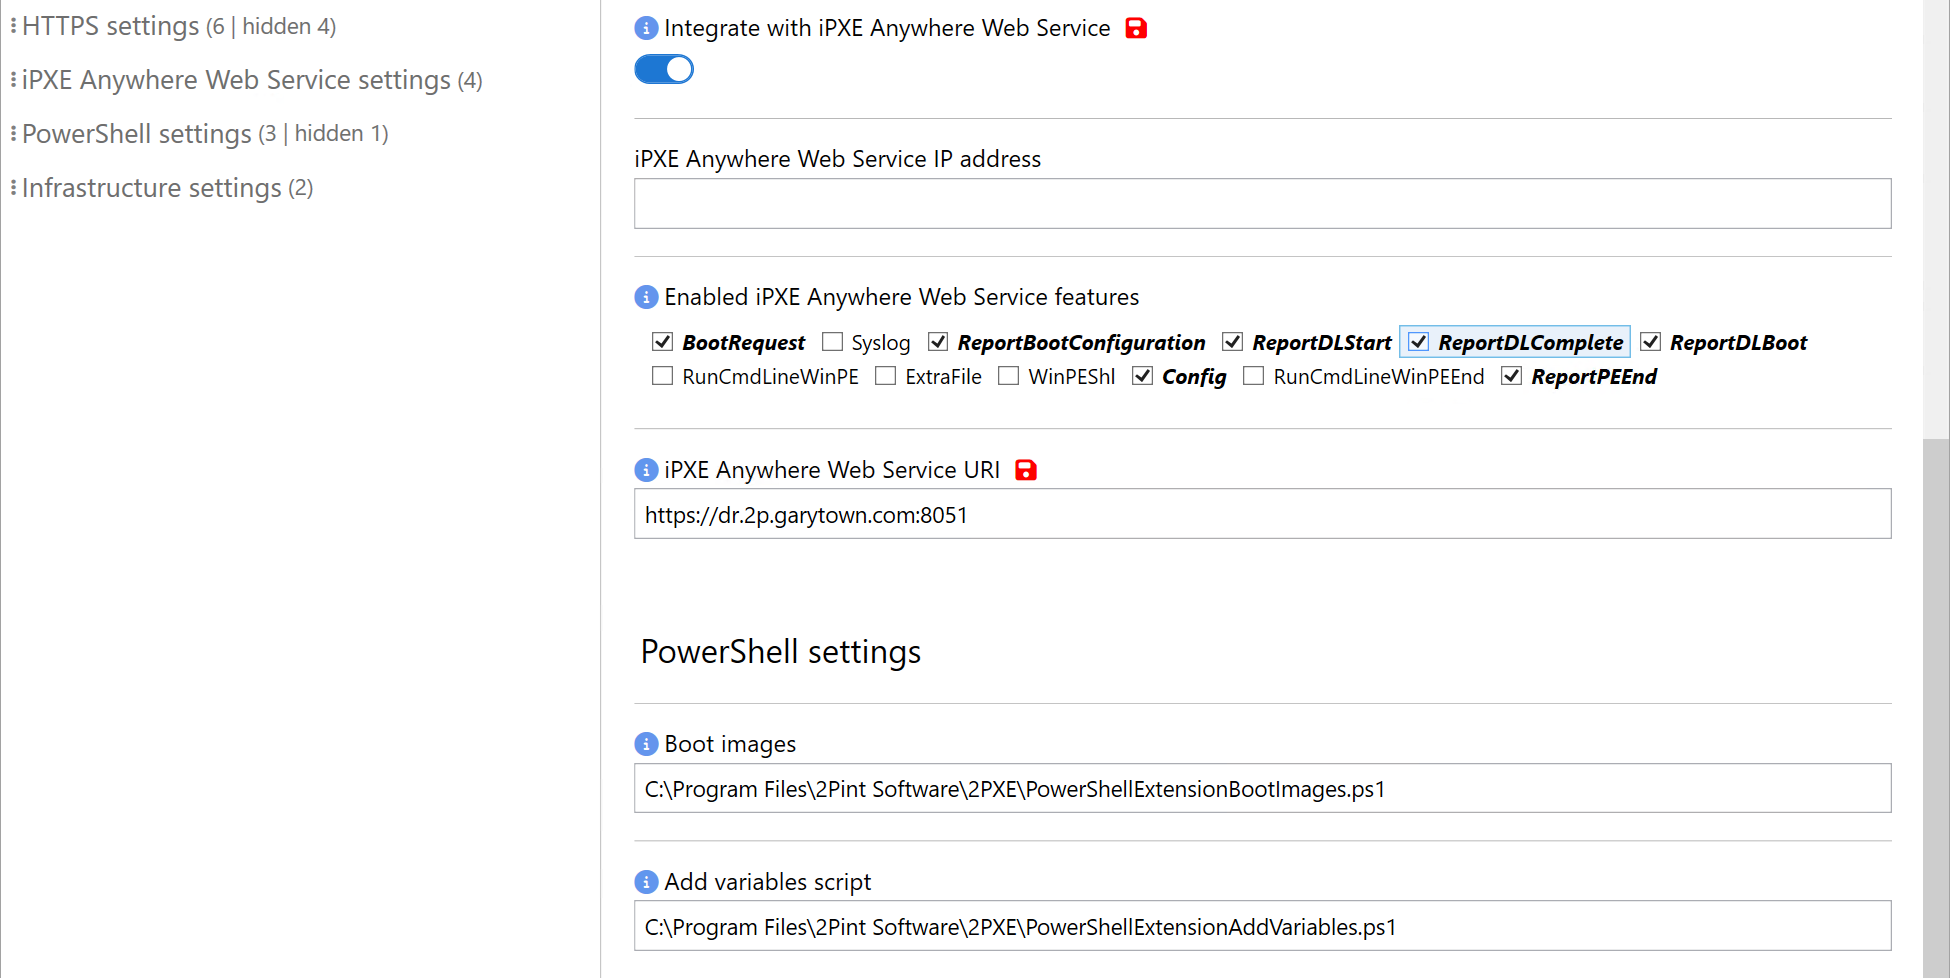 HTTPS settings (6 | hidden 4)
iPXE Anywhere Web Service settings (4)
PowerShell settings (3 | hidden 1)
Infrastructure settings (2)
Integrate with iPXE Anywhere Web Service
iPXE Anywhere Web Service IP address
Enabled iPXE Anywhere Web Service features
BootRequest Syslog ReportBootConfiguration ReportDLStart ReportDLComplete ReportDLBoot
RunCmdLineWinPE ExtraFile WinPEShl Config RunCmdLineWinPEEnd ReportPEEnd
iPXE Anywhere Web Service URI
https://dr.2p.garytown.com:8051
PowerShell settings
Boot images
C:\Program Files\2Pint Software\2PXE\PowerShellExtensionBootImages.ps1
Add variables script
C:\Program Files\2Pint Software\2PXE\PowerShellExtensionAddVariables.ps1